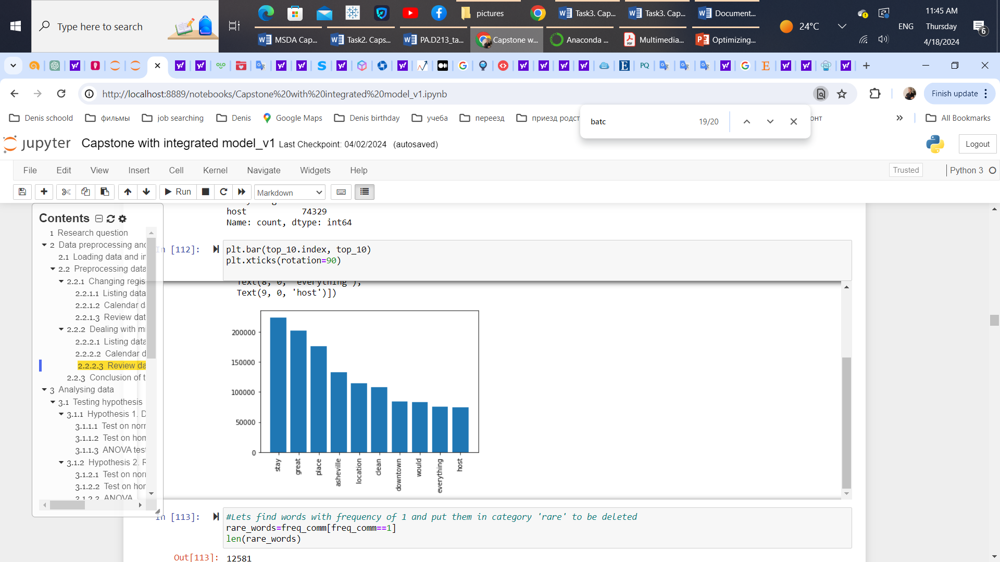 Type here to search
pictures
Task3. Cap...
Task3. Cap...
Document...
MSDA Cap...
Task2. Caps...
PA.D213_ta...
Capstone w...
Anaconda ...
Multimedia...
Optimizing...
24°C
ENG
11:45 AM
Thursday
4/18/2024
6
http://localhost:8889/notebooks/Capstone%20with%20integrated%20model_v1.ipynb
Finish update
Denis schoold
фильмы
job searching
Denis
Google Maps
Denis birthday
учеба
переезд
приезд родст
онт
All Bookmarks
batc
19/20
jupyter
Capstone with integrated model_v1 Last Checkpoint: 04/02/2024 (autosaved)
Logout
File Edit View Insert Cell Kernel Navigate Widgets Help
Trusted
Python 3
Run
Markdown
Contents
1 Research question
2 Data preprocessing and
2.1 Loading data and in
2.2 Preprocessing data
2.2.1 Changing regis
2.2.1.1 Listing data
2.2.1.2 Calendar d
2.2.1.3 Review dat
2.2.2 Dealing with mi
2.2.2.1 Listing data
2.2.2.2 Calendar d
2.2.2.3 Review da
2.2.3 Conclusion of t
3 Analysing data
3.1 Testing hypothesis
3.1.1 Hypothesis 1. D
3.1.1.1 Test on norr
3.1.1.2 Test on hom
3.1.1.3 ANOVA test
3.1.2 Hypothesis 2. R
3.1.2.1 Test on norr
3.1.2.2 Test on hor
3.1.2.3 ANOVA
host 74329
Name: count, dtype: int64
In [112]:
plt.bar(top_10.index, top_10)
plt.xticks(rotation=90)
Text(8, 0, 'everything'),
Text(9, 0, 'host')])
200000
150000
100000
50000
0
stay
great
place
asheville
location
clean
downtown
would
everything
host
In [113]:
#Lets find words with frequency of 1 and put them in category 'rare' to be deleted
rare_words=freq_comm[freq_comm==1]
len(rare_words)
Out[113]: 12581